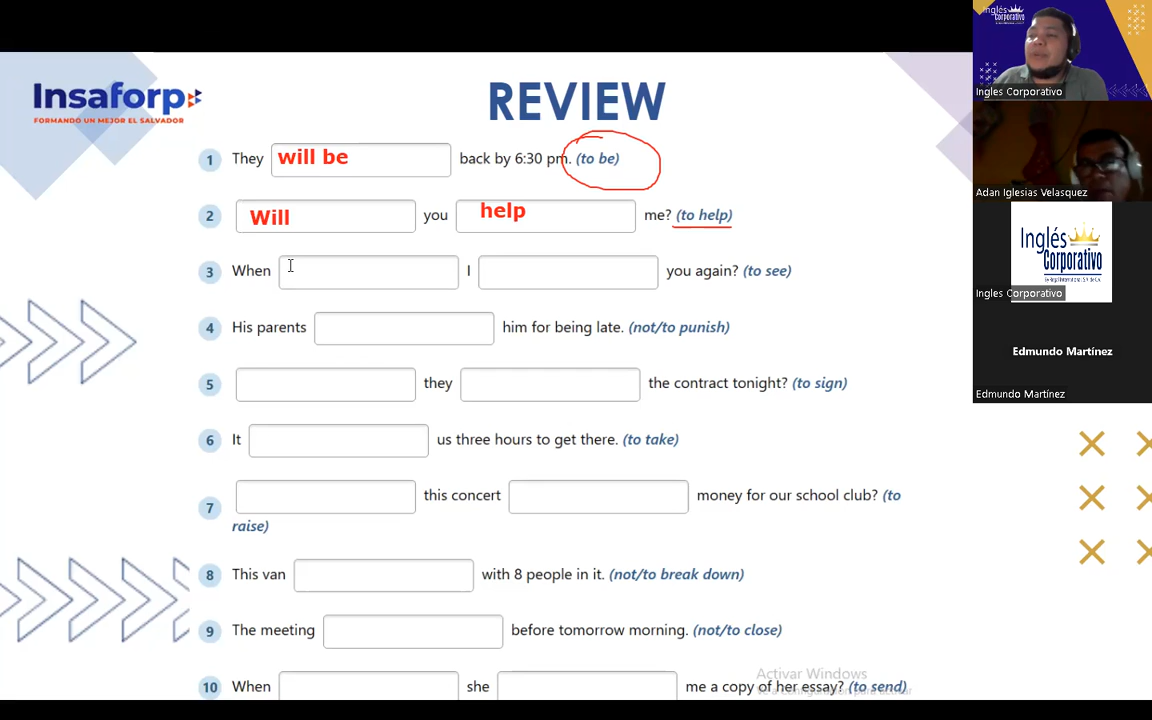 Insaforp
FORMANDO UN MEJOR EL SALVADOR
REVIEW
1 They will be back by 6:30 pm. (to be)
2 Will you help me? (to help)
3 When I you again? (to see)
4 His parents him for being late. (not/to punish)
5 they the contract tonight? (to sign)
6 It us three hours to get there. (to take)
7 this concert money for our school club? (to
raise)
8 This van with 8 people in it. (not/to break down)
9 The meeting before tomorrow morning. (not/to close)
Activar Windows
10 When she me a copy of her essay? (to send)
Inglés
Corporativo
Ingles Corporativo
Adan Iglesias Velasquez
Inglés
Corporativo
Ingles Corporativo
Edmundo Martínez
Edmundo Martínez